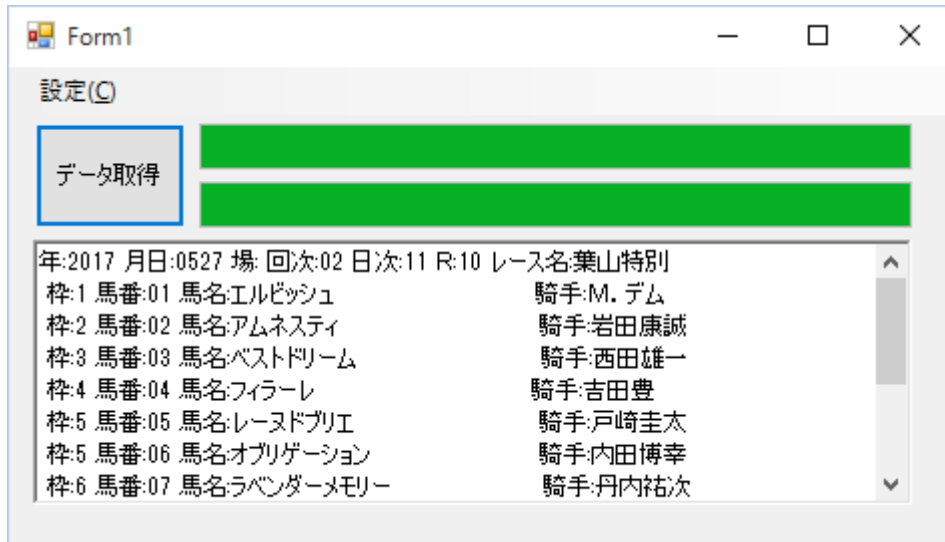 Form1
設定(C)
データ取得
年:2017 月日:0527 場: 回次:02 日次:11 R:10 レース名:葉山特別
枠:1 馬番:01 馬名:エルビッシュ 騎手:M.デム
枠:2 馬番:02 馬名:アムネスティ 騎手:岩田康誠
枠:3 馬番:03 馬名:ベストドリーム 騎手:西田雄一
枠:4 馬番:04 馬名:フィラーレ 騎手:吉田豊
枠:5 馬番:05 馬名:レーヌドブリエ 騎手:戸崎圭太
枠:5 馬番:06 馬名:オブリゲーション 騎手:内田博幸
枠:6 馬番:07 馬名:ラベンダーメモリー 騎手:丹内祐次